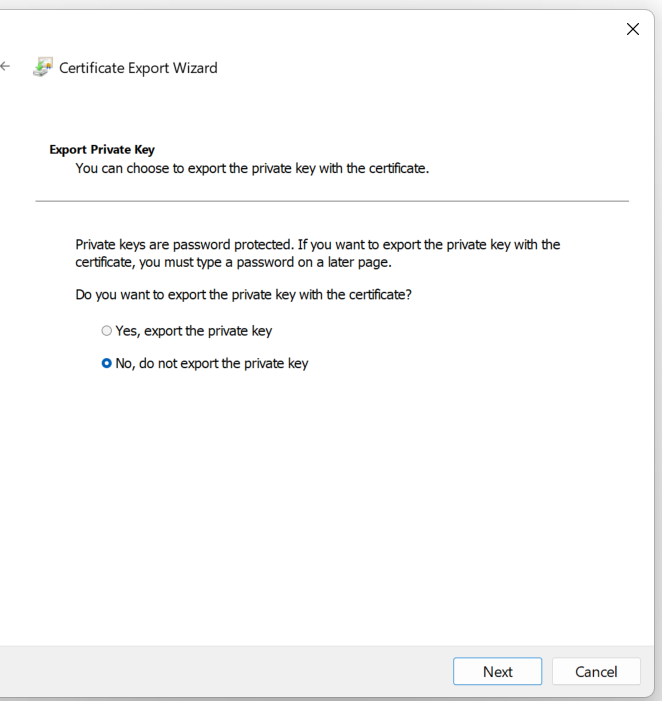 Certificate Export Wizard
Export Private Key
You can choose to export the private key with the certificate.
Private keys are password protected. If you want to export the private key with the
certificate, you must type a password on a later page.
Do you want to export the private key with the certificate?
Yes, export the private key
No, do not export the private key
Next
Cancel